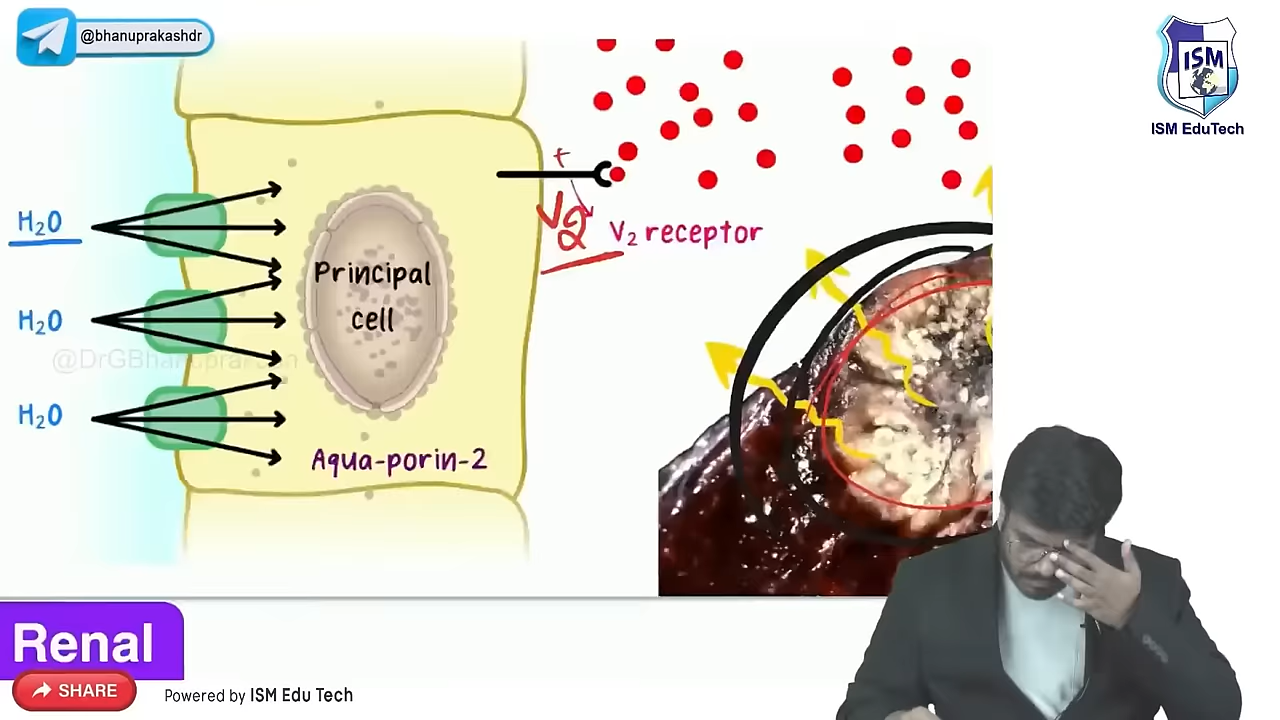 @bhanuprakashdr
ISM
ISM EduTech
H₂O
H₂O
H₂O
+
V2
V₂ receptor
Principal
cell
@DrGBhanuprakash
Aqua-porin-2
Renal
SHARE
Powered by ISM Edu Tech